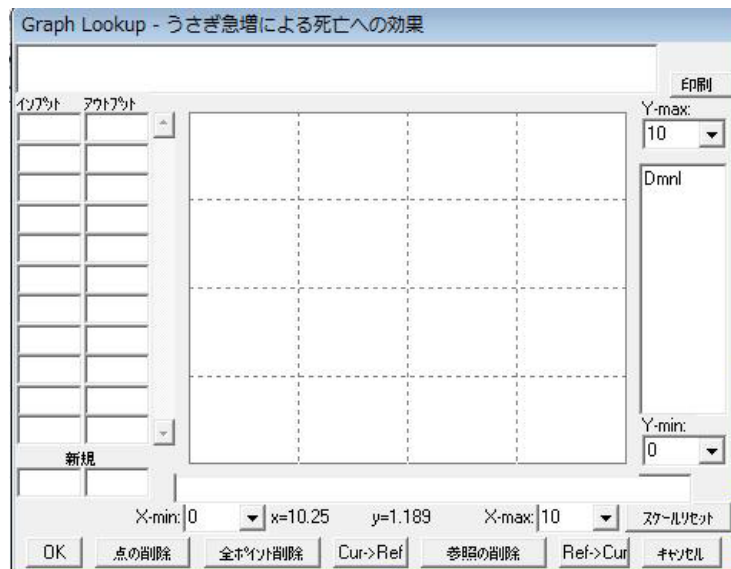 Graph Lookup - うさぎ急増による死亡への効果
印刷
インプット アウトプット
Y-max:
10
Dmnl
Y-min:
0
新規
X-min: 0 x=10.25 y=1.189 X-max: 10 スケールリセット
OK 点の削除 全ポイント削除 Cur->Ref 参照の削除 Ref->Cur キャンセル